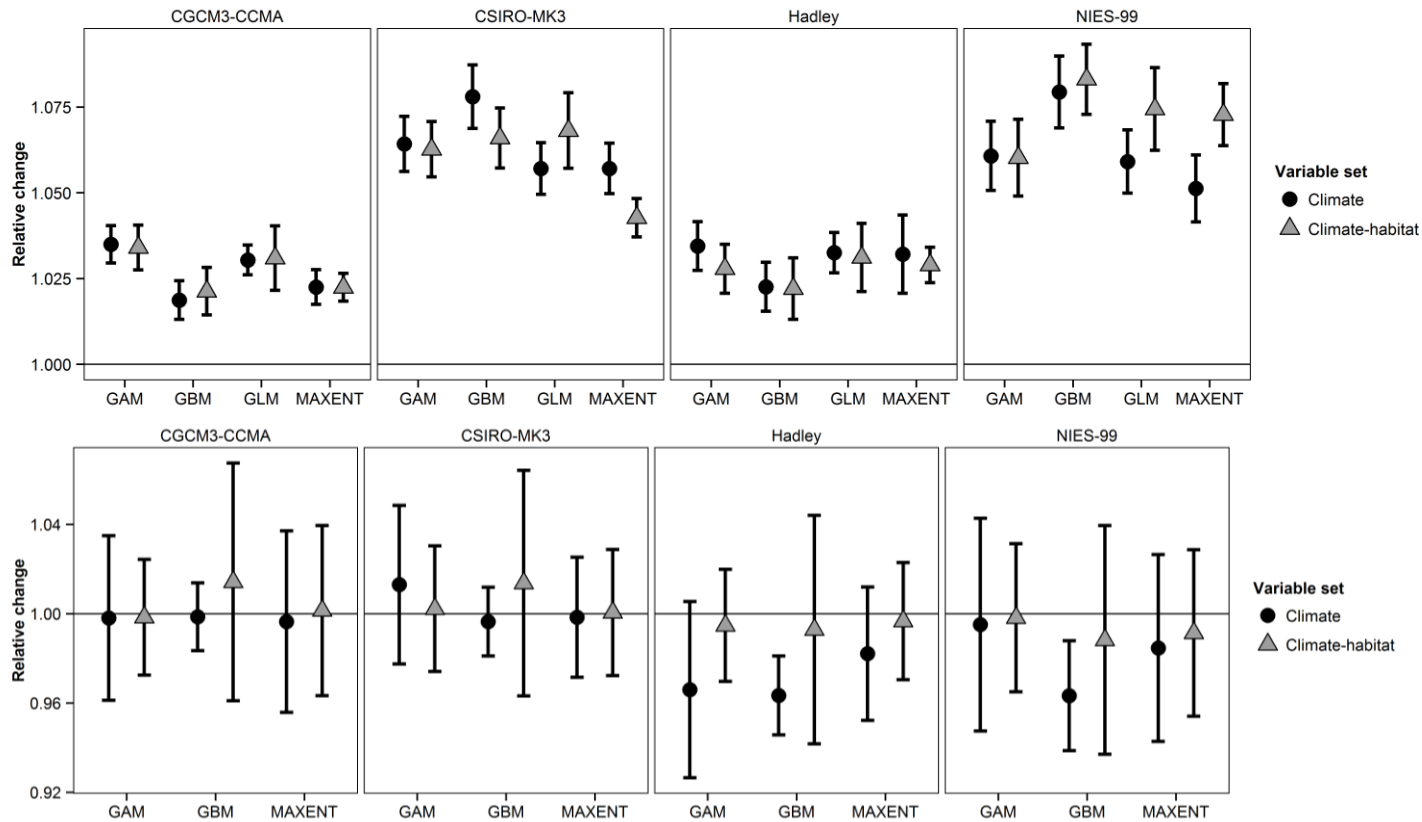 CGCM3-CCMA CSIRO-MK3 Hadley NIES-99
Relative change
1.075
1.050
1.025
1.000
GAM GBM GLM MAXENT GAM GBM GLM MAXENT GAM GBM GLM MAXENT GAM GBM GLM MAXENT
Variable set
Climate
Climate-habitat
CGCM3-CCMA CSIRO-MK3 Hadley NIES-99
Relative change
1.04
1.00
0.96
0.92
GAM GBM MAXENT GAM GBM MAXENT GAM GBM MAXENT GAM GBM MAXENT
Variable set
Climate
Climate-habitat